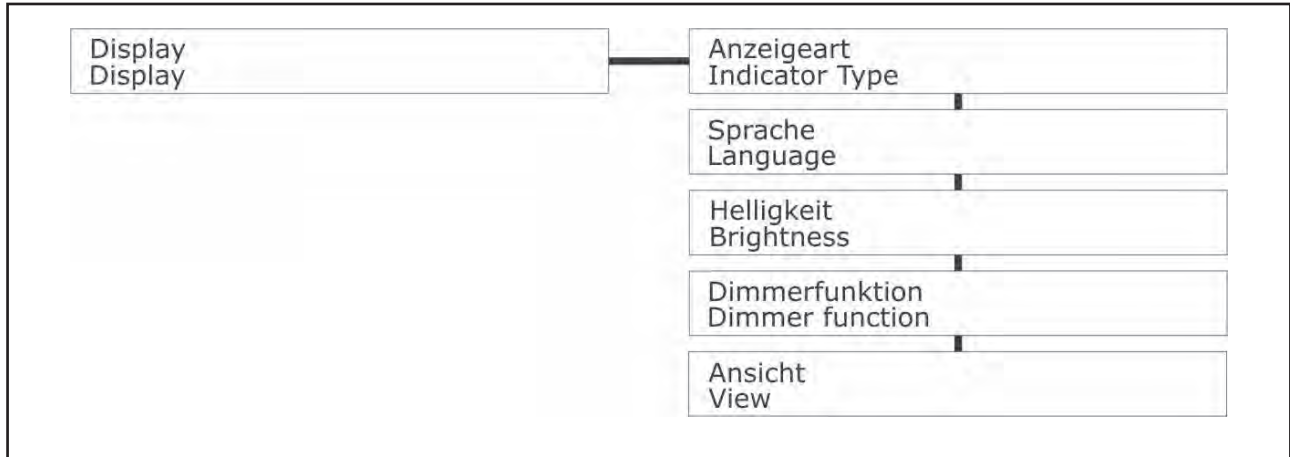 Display
Display
Anzeigeart
Indicator Type
Sprache
Language
Helligkeit
Brightness
Dimmerfunktion
Dimmer function
Ansicht
View